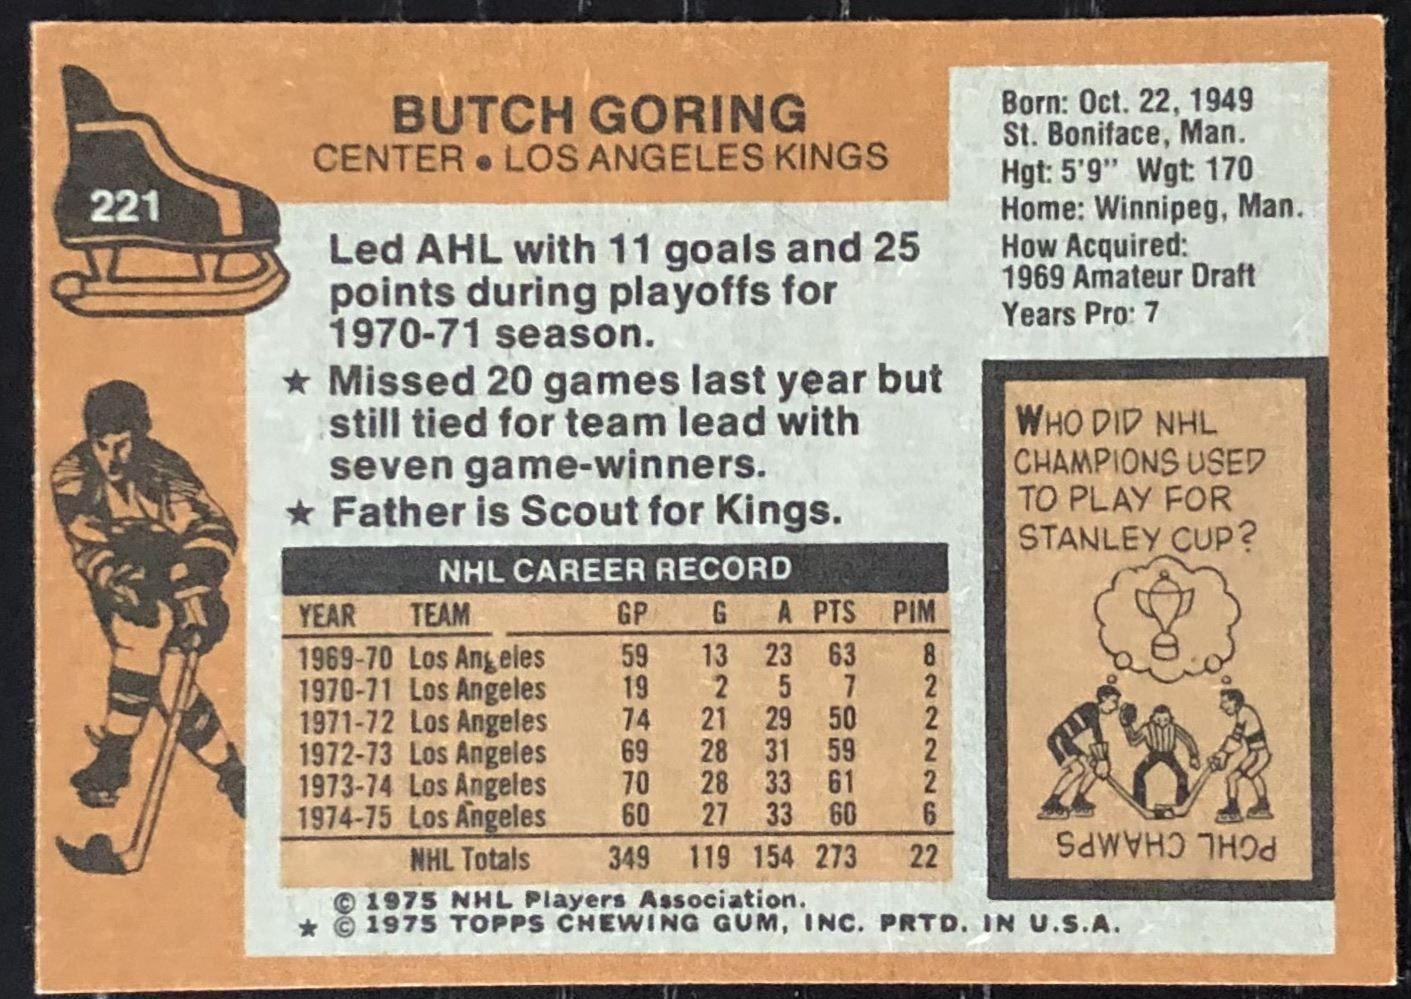 BUTCH GORING
CENTER • LOS ANGELES KINGS
221
Born: Oct. 22, 1949
St. Boniface, Man.
Hgt: 5'9" Wgt: 170
Home: Winnipeg, Man.
How Acquired:
1969 Amateur Draft
Years Pro: 7
Led AHL with 11 goals and 25
points during playoffs for
1970-71 season.
★ Missed 20 games last year but
still tied for team lead with
seven game-winners.
★ Father is Scout for Kings.
NHL CAREER RECORD
YEAR TEAM GP G A PTS PIM
1969-70 Los Angeles 59 13 23 63 8
1970-71 Los Angeles 19 2 5 7 2
1971-72 Los Angeles 74 21 29 50 2
1972-73 Los Angeles 69 28 31 59 2
1973-74 Los Angeles 70 28 33 61 2
1974-75 Los Angeles 60 27 33 60 6
NHL Totals 349 119 154 273 22
WHO DID NHL
CHAMPIONS USED
TO PLAY FOR
STANLEY CUP?
PCHL CHAMPS
© 1975 NHL Players Association.
★ © 1975 TOPPS CHEWING GUM, INC. PRTD. IN U.S.A.